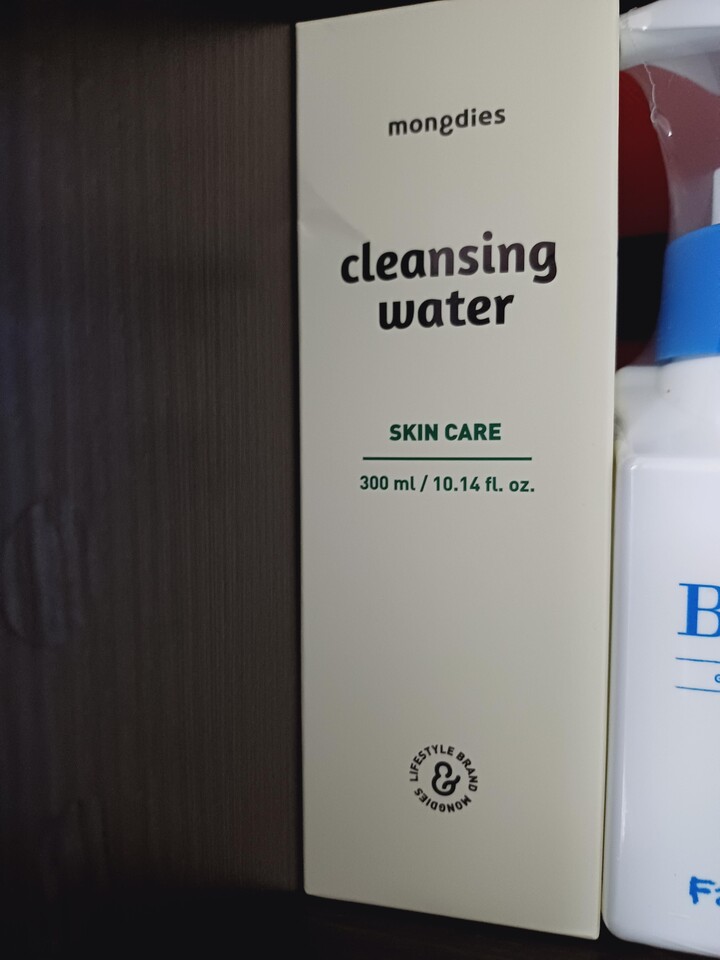 mongdies
cleansing
water
SKIN CARE
300 ml / 10.14 fl. oz.
LIFESTYLE BRAND MONGDIES
&
B